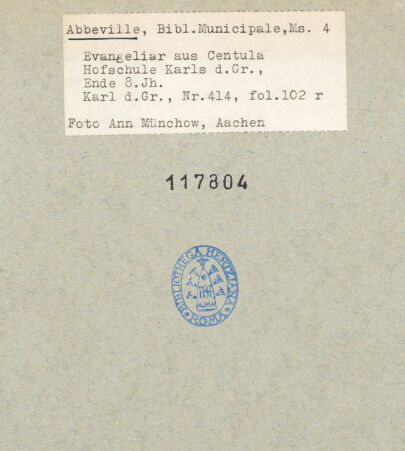 Abbeville, Bibl.Municipale,Ms. 4
Evangeliar aus Centula
Hofschule Karls d.Gr.,
Ende 8.Jh.
Karl d.Gr., Nr.414, fol.102 r
Foto Ann Münchow, Aachen
117804
BIBLIOTHECA HERTZIANA
ROMA
· ROMA ·